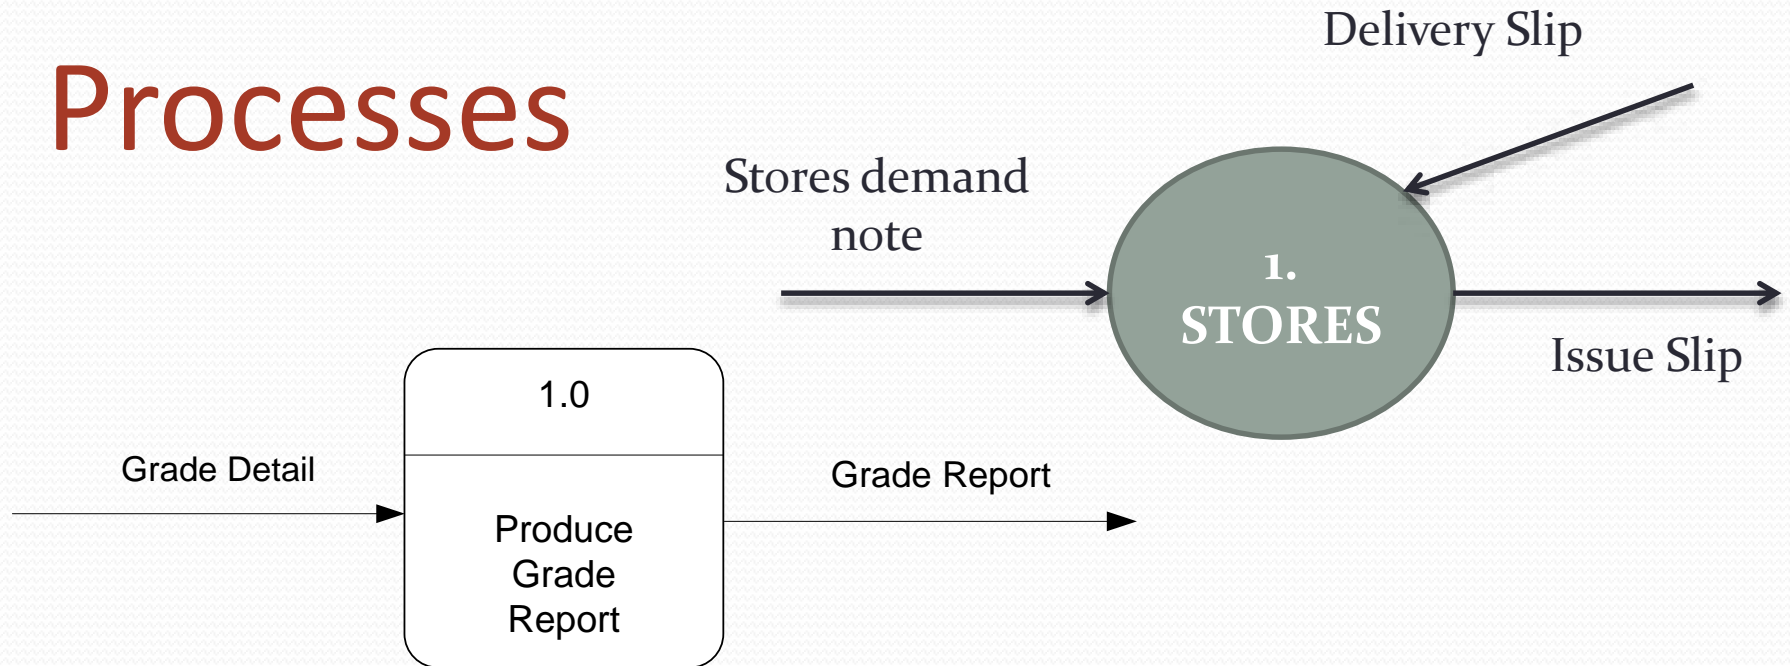 Processes
Delivery Slip
Stores demand
note
1.
STORES
Issue Slip
1.0
Grade Detail
Produce
Grade
Report
Grade Report